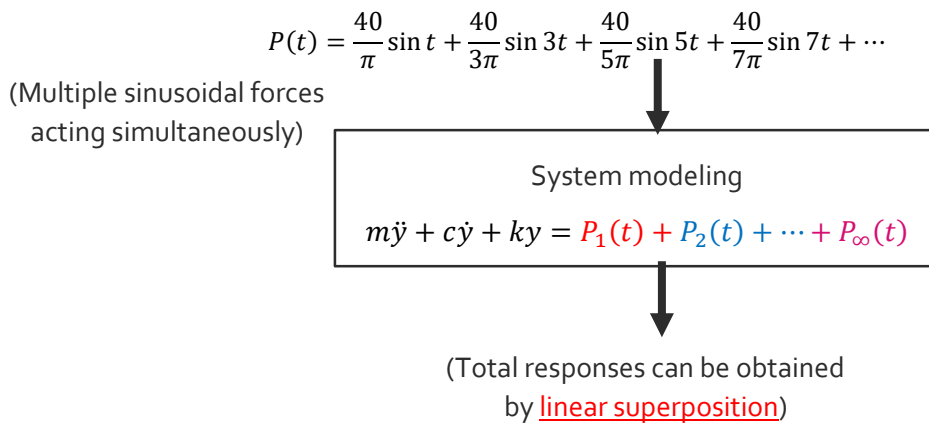 P(t) = 40/π sin t + 40/3π sin 3t + 40/5π sin 5t + 40/7π sin 7t + ⋯
(Multiple sinusoidal forces
acting simultaneously)
System modeling
mÿ + cẏ + ky = P₁(t) + P₂(t) + ⋯ + P∞(t)
(Total responses can be obtained
by linear superposition)